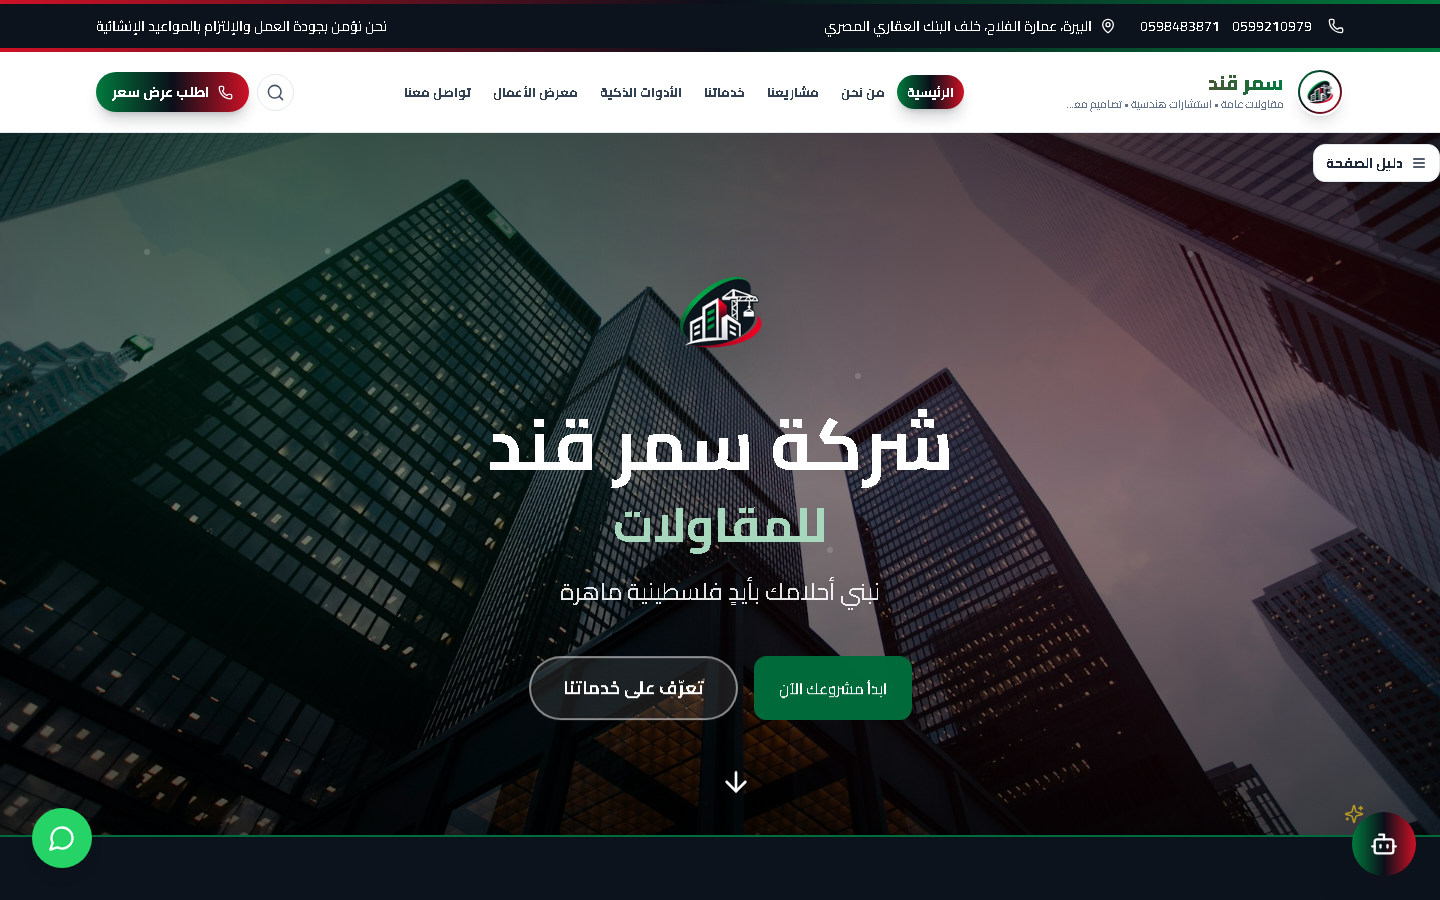 0599210979 0598483871
البيرة، عمارة الفلاح، خلف البنك العقاري المصري
نحن نؤمن بجودة العمل والإلتزام بالمواعيد الإنشائية
سمر قند
مقاولات عامة • استشارات هندسية • تصاميم مع...
الرئيسية
من نحن
مشاريعنا
خدماتنا
الأدوات الذكية
معرض الأعمال
تواصل معنا
اطلب عرض سعر
دليل الصفحة
شركة سمر قند
للمقاولات
نبني أحلامك بأيدٍ فلسطينية ماهرة
ابدأ مشروعك الآن
تعرّف على خدماتنا